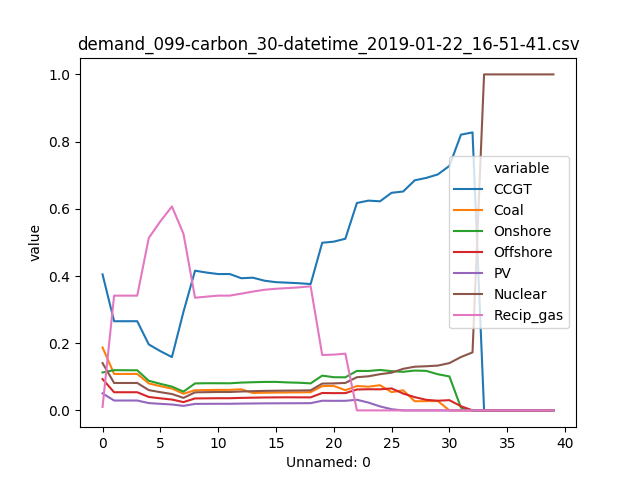 demand_099-carbon_30-datetime_2019-01-22_16-51-41.csv
1.0
0.8
0.6
0.4
0.2
0.0
value
variable
CCGT
Coal
Onshore
Offshore
PV
Nuclear
Recip_gas
0 5 10 15 20 25 30 35 40
Unnamed: 0